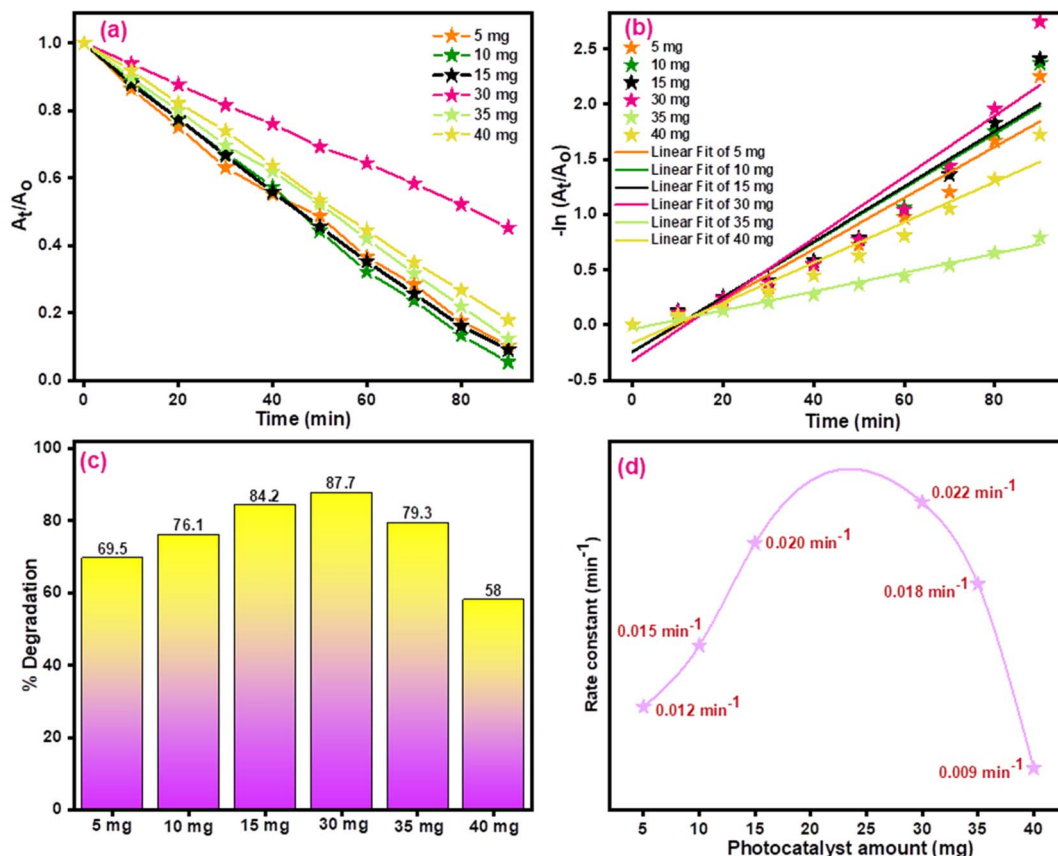 (a)
5 mg
10 mg
15 mg
30 mg
35 mg
40 mg
1.0
0.8
0.6
0.4
0.2
0.0
At/Ao
0 20 40 60 80
Time (min)
(b)
5 mg
10 mg
15 mg
30 mg
35 mg
40 mg
Linear Fit of 5 mg
Linear Fit of 10 mg
Linear Fit of 15 mg
Linear Fit of 30 mg
Linear Fit of 35 mg
Linear Fit of 40 mg
2.5
2.0
1.5
1.0
0.5
0.0
-0.5
-ln (At/Ao)
0 20 40 60 80
Time (min)
(c)
100
80
60
40
20
0
% Degradation
69.5
76.1
84.2
87.7
79.3
58
5 mg 10 mg 15 mg 30 mg 35 mg 40 mg
(d)
Rate constant (min⁻¹)
0.022 min⁻¹
0.020 min⁻¹
0.018 min⁻¹
0.015 min⁻¹
0.012 min⁻¹
0.009 min⁻¹
5 10 15 20 25 30 35 40
Photocatalyst amount (mg)